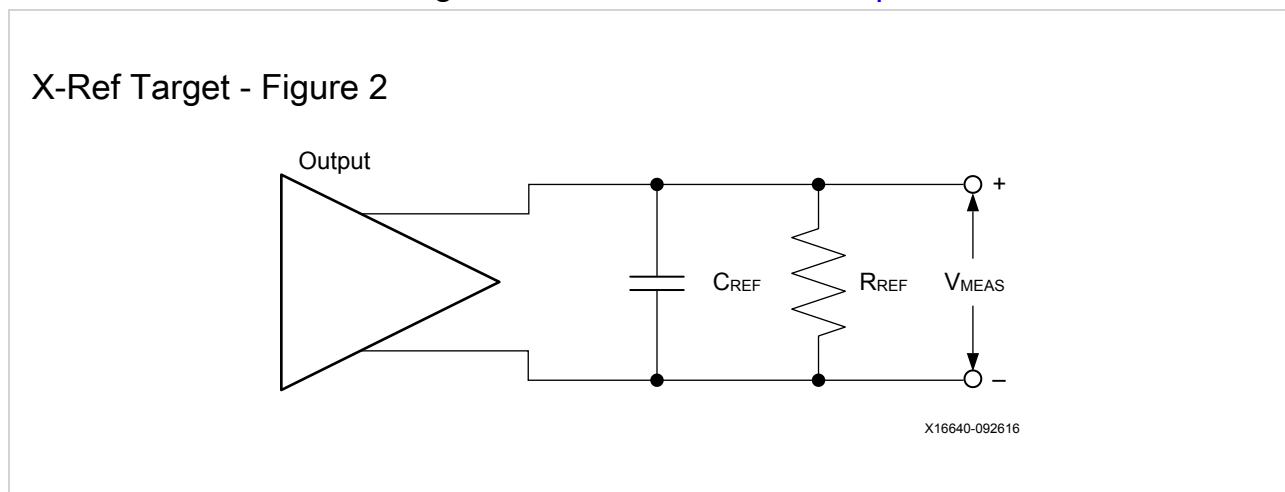 X-Ref Target - Figure 2
Output
+
CREF
RREF
VMEAS
–
X16640-092616